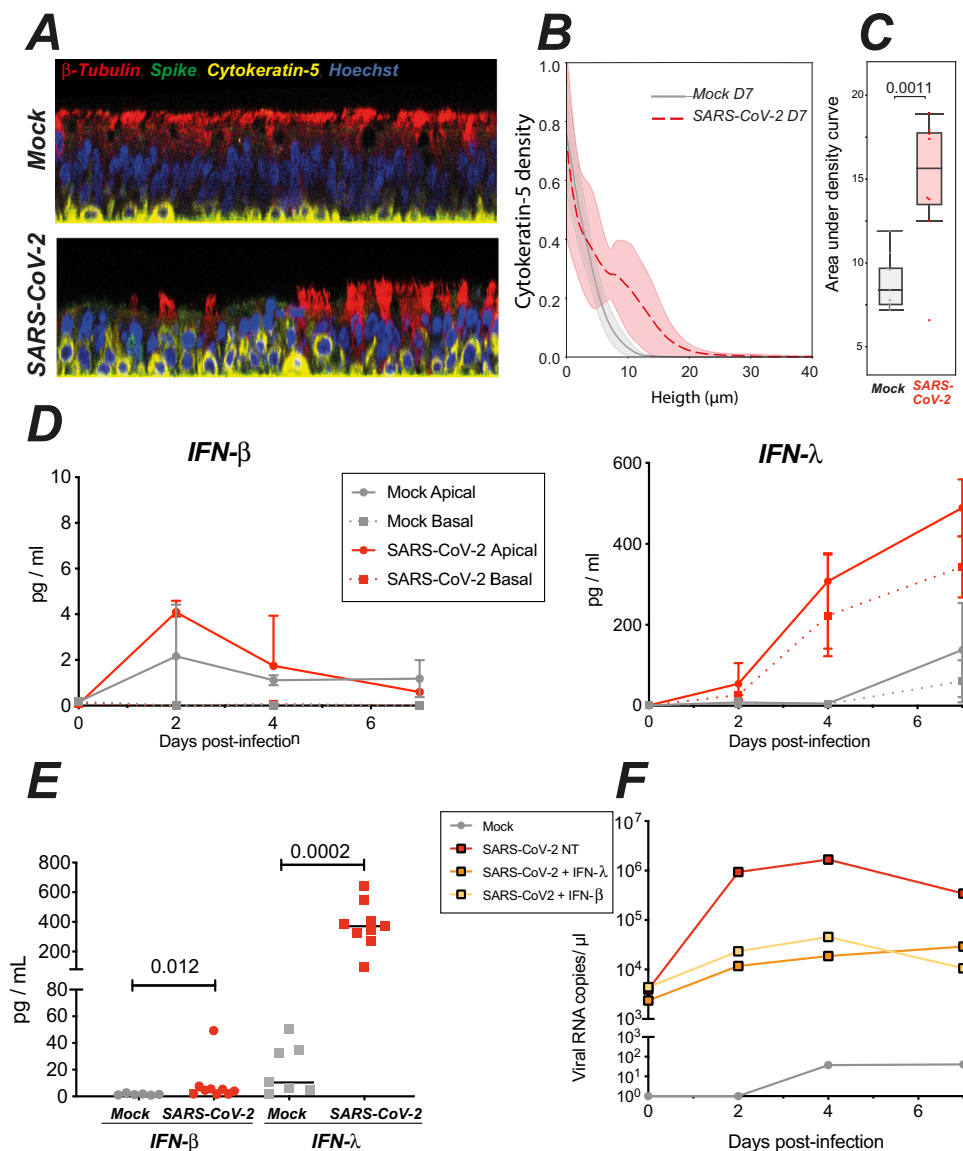 A
β-Tubulin, Spike, Cytokeratin-5, Hoechst
Mock
SARS-CoV-2
B
Mock D7
SARS-CoV-2 D7
Cytokeratin-5 density
1.0
0.8
0.6
0.4
0.2
0.0
0 10 20 30 40
Heigth (μm)
C
0.0011
Area under density curve
20
15
10
5
Mock
SARS-
CoV-2
D
IFN-β
pg / ml
10
8
6
4
2
0
0 2 4 6
Days post-infection
Mock Apical
Mock Basal
SARS-CoV-2 Apical
SARS-CoV-2 Basal
IFN-λ
pg / ml
600
400
200
0
0 2 4 6
Days post-infection
E
pg / mL
800
600
400
200
60
40
20
0
0.012
0.0002
Mock SARS-CoV-2 Mock SARS-CoV-2
IFN-β IFN-λ
F
Mock
SARS-CoV-2 NT
SARS-CoV-2 + IFN-λ
SARS-CoV2 + IFN-β
Viral RNA copies/ μl
10⁷
10⁶
10⁵
10⁴
10³
10²
10¹
10⁰
0 2 4 6
Days post-infection